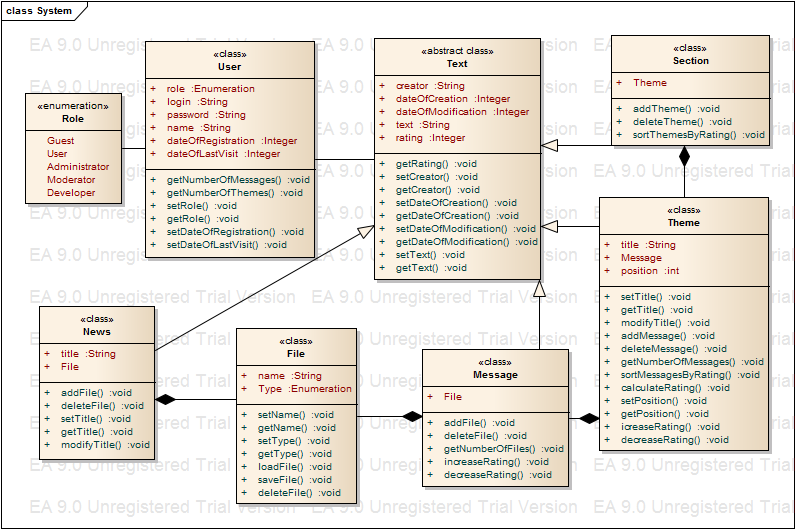 class System
EA 9.0 Unregistered Trial Version
«enumeration»
Role
Guest
User
Administrator
Moderator
Developer
«class»
User
+ role :Enumeration
+ login :String
+ password :String
+ name :String
+ dateOfRegistration :Integer
+ dateOfLastVisit :Integer
+ getNumberOfMessages() :void
+ getNumberOfThemes() :void
+ setRole() :void
+ getRole() :void
+ setDateOfRegistration() :void
+ setDateOfLastVisit() :void
«abstract class»
Text
+ creator :String
+ dateOfCreation :Integer
+ dateOfModification :Integer
+ text :String
+ rating :Integer
+ getRating() :void
+ setCreator() :void
+ getCreator() :void
+ setDateOfCreation() :void
+ getDateOfCreation() :void
+ setDateOfModification() :void
+ getDateOfModification() :void
+ setText() :void
+ getText() :void
«class»
Section
+ Theme
+ addTheme() :void
+ deleteTheme() :void
+ sortThemesByRating() :void
«class»
Theme
+ title :String
+ Message
+ position :int
+ setTitle() :void
+ getTitle() :void
+ modifyTitle() :void
+ addMessage() :void
+ deleteMessage() :void
+ getNumberOfMessages() :void
+ sortMessagesByRating() :void
+ calculateRating() :void
+ setPosition() :void
+ getPosition() :void
+ icreaseRating() :void
+ decreaseRating() :void
«class»
News
+ title :String
+ File
+ addFile() :void
+ deleteFile() :void
+ setTitle() :void
+ getTitle() :void
+ modifyTitle() :void
«class»
File
+ name :String
+ Type :Enumeration
+ setName() :void
+ getName() :void
+ setType() :void
+ getType() :void
+ loadFile() :void
+ saveFile() :void
+ deleteFile() :void
«class»
Message
+ File
+ addFile() :void
+ deleteFile() :void
+ getNumberOfFiles() :void
+ increaseRating() :void
+ decreaseRating() :void